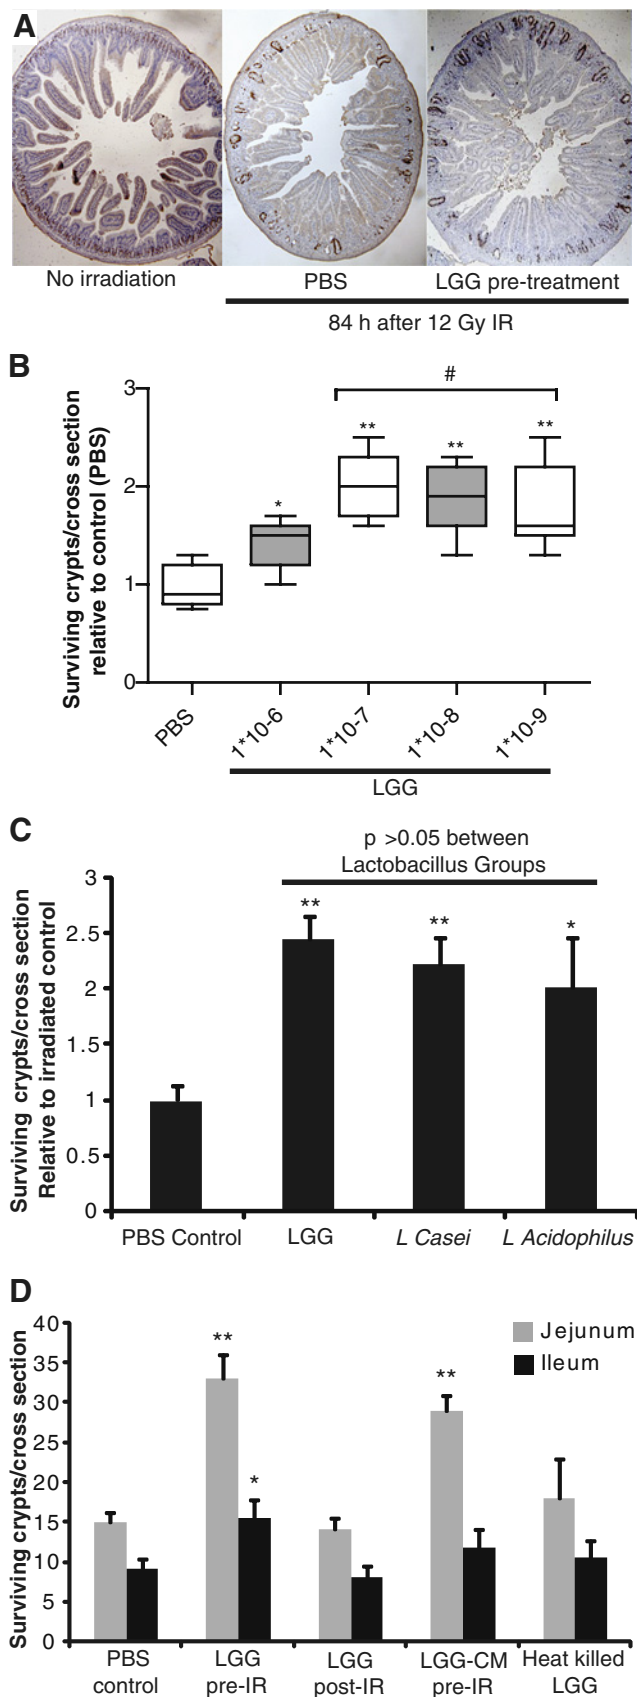 A
No irradiation
PBS
LGG pre-treatment
84 h after 12 Gy IR
B
Surviving crypts/cross section
relative to control (PBS)
3
2
1
0
#
*
**
**
**
PBS
1*10-6
1*10-7
1*10-8
1*10-9
LGG
C
p >0.05 between
Lactobacillus Groups
Surviving crypts/cross section
Relative to irradiated control
3
2.5
2
1.5
1
0.5
0
**
**
*
PBS Control
LGG
L Casei
L Acidophilus
D
Surviving crypts/cross section
40
35
30
25
20
15
10
5
0
Jejunum
Ileum
**
*
**
PBS
control
LGG
pre-IR
LGG
post-IR
LGG-CM
pre-IR
Heat killed
LGG